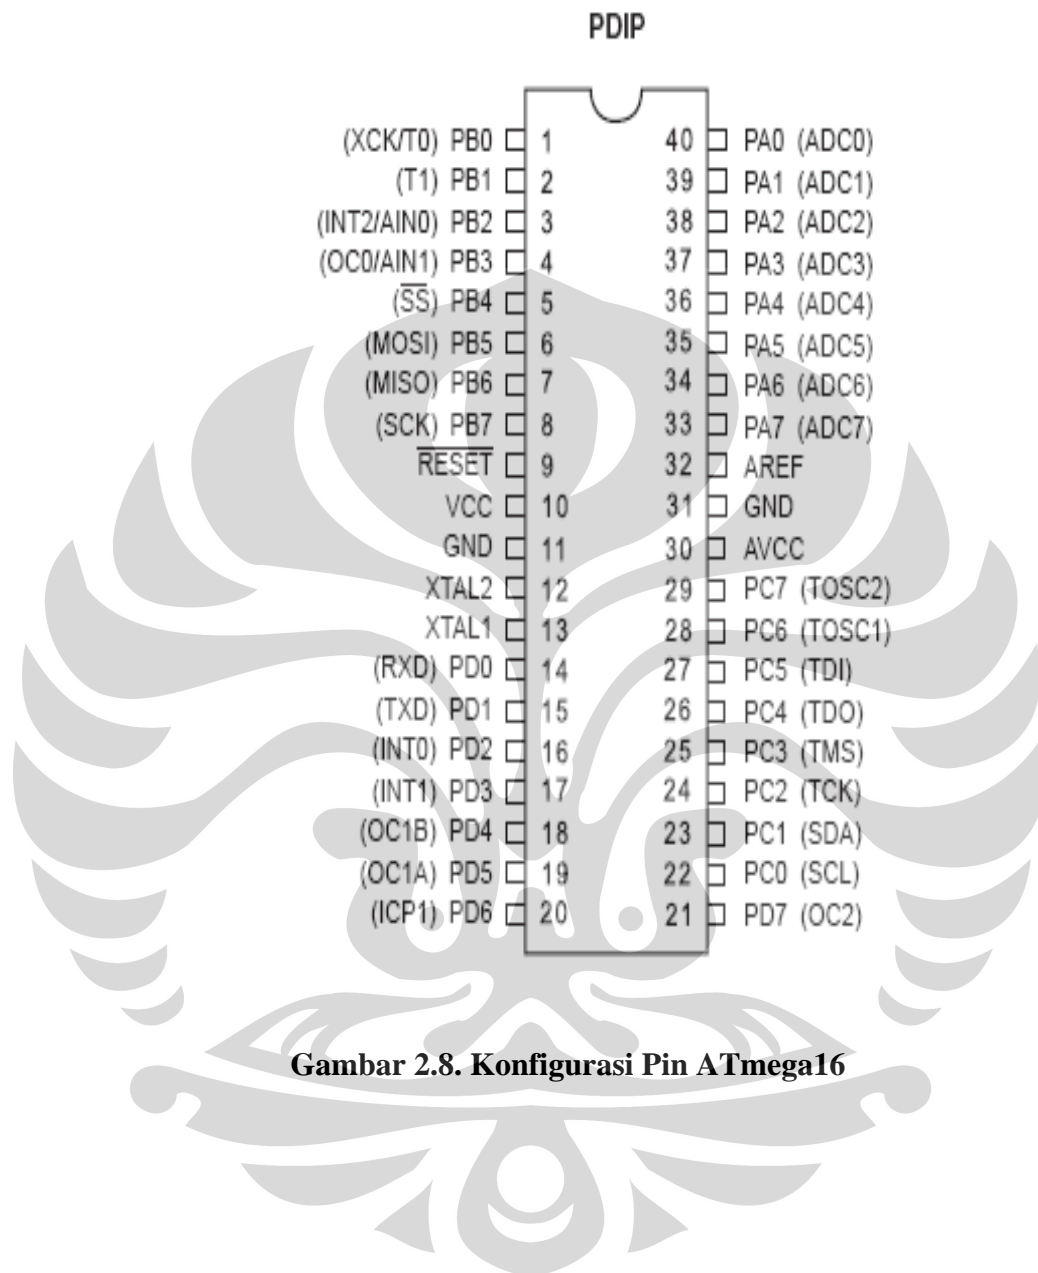 PDIP
(XCK/T0) PB0 1 40 PA0 (ADC0)
(T1) PB1 2 39 PA1 (ADC1)
(INT2/AIN0) PB2 3 38 PA2 (ADC2)
(OC0/AIN1) PB3 4 37 PA3 (ADC3)
(S̅S̅) PB4 5 36 PA4 (ADC4)
(MOSI) PB5 6 35 PA5 (ADC5)
(MISO) PB6 7 34 PA6 (ADC6)
(SCK) PB7 8 33 PA7 (ADC7)
R̅E̅S̅E̅T̅ 9 32 AREF
VCC 10 31 GND
GND 11 30 AVCC
XTAL2 12 29 PC7 (TOSC2)
XTAL1 13 28 PC6 (TOSC1)
(RXD) PD0 14 27 PC5 (TDI)
(TXD) PD1 15 26 PC4 (TDO)
(INT0) PD2 16 25 PC3 (TMS)
(INT1) PD3 17 24 PC2 (TCK)
(OC1B) PD4 18 23 PC1 (SDA)
(OC1A) PD5 19 22 PC0 (SCL)
(ICP1) PD6 20 21 PD7 (OC2)
Gambar 2.8. Konfigurasi Pin ATmega16